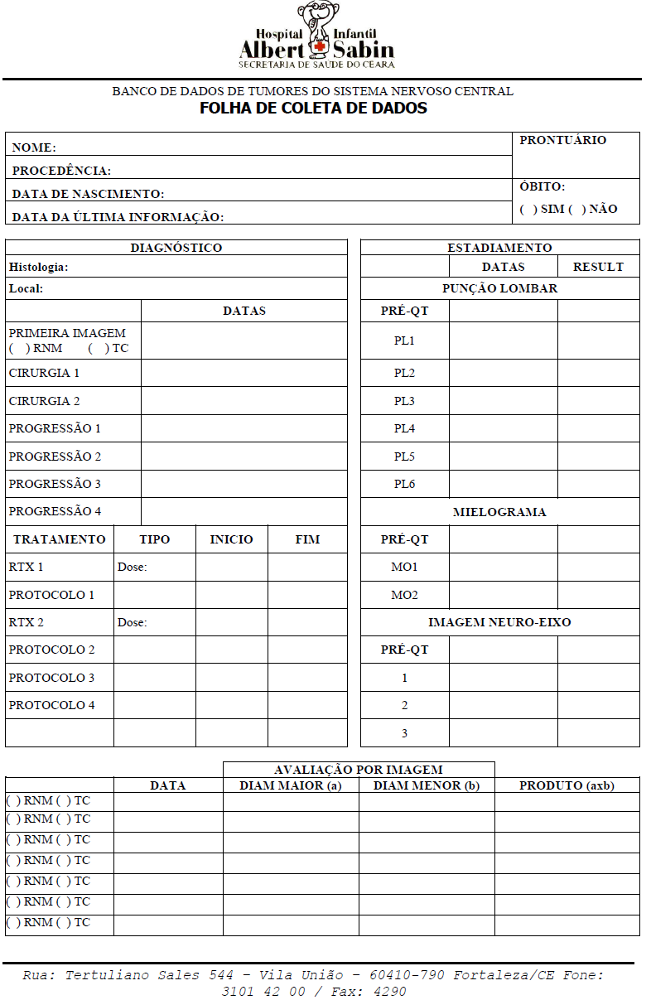 Hospital Infantil
Albert Sabin
SECRETARIA DE SAÚDE DO CEARA
BANCO DE DADOS DE TUMORES DO SISTEMA NERVOSO CENTRAL
FOLHA DE COLETA DE DADOS
NOME:
PRONTUÁRIO
PROCEDÊNCIA:
DATA DE NASCIMENTO:
ÓBITO:
DATA DA ÚLTIMA INFORMAÇÃO:
( ) SIM ( ) NÃO
DIAGNÓSTICO
Histologia:
Local:
DATAS
PRIMEIRA IMAGEM
( ) RNM ( ) TC
CIRURGIA 1
CIRURGIA 2
PROGRESSÃO 1
PROGRESSÃO 2
PROGRESSÃO 3
PROGRESSÃO 4
TRATAMENTO TIPO INICIO FIM
RTX 1 Dose:
PROTOCOLO 1
RTX 2 Dose:
PROTOCOLO 2
PROTOCOLO 3
PROTOCOLO 4
ESTADIAMENTO
DATAS RESULT
PUNÇÃO LOMBAR
PRÉ-QT
PL1
PL2
PL3
PL4
PL5
PL6
MIELOGRAMA
PRÉ-QT
MO1
MO2
IMAGEM NEURO-EIXO
PRÉ-QT
1
2
3
AVALIAÇÃO POR IMAGEM
DATA DIAM MAIOR (a) DIAM MENOR (b) PRODUTO (axb)
( ) RNM ( ) TC
( ) RNM ( ) TC
( ) RNM ( ) TC
( ) RNM ( ) TC
( ) RNM ( ) TC
( ) RNM ( ) TC
( ) RNM ( ) TC
Rua: Tertuliano Sales 544 – Vila União – 60410-790 Fortaleza/CE Fone:
3101 42 00 / Fax: 4290